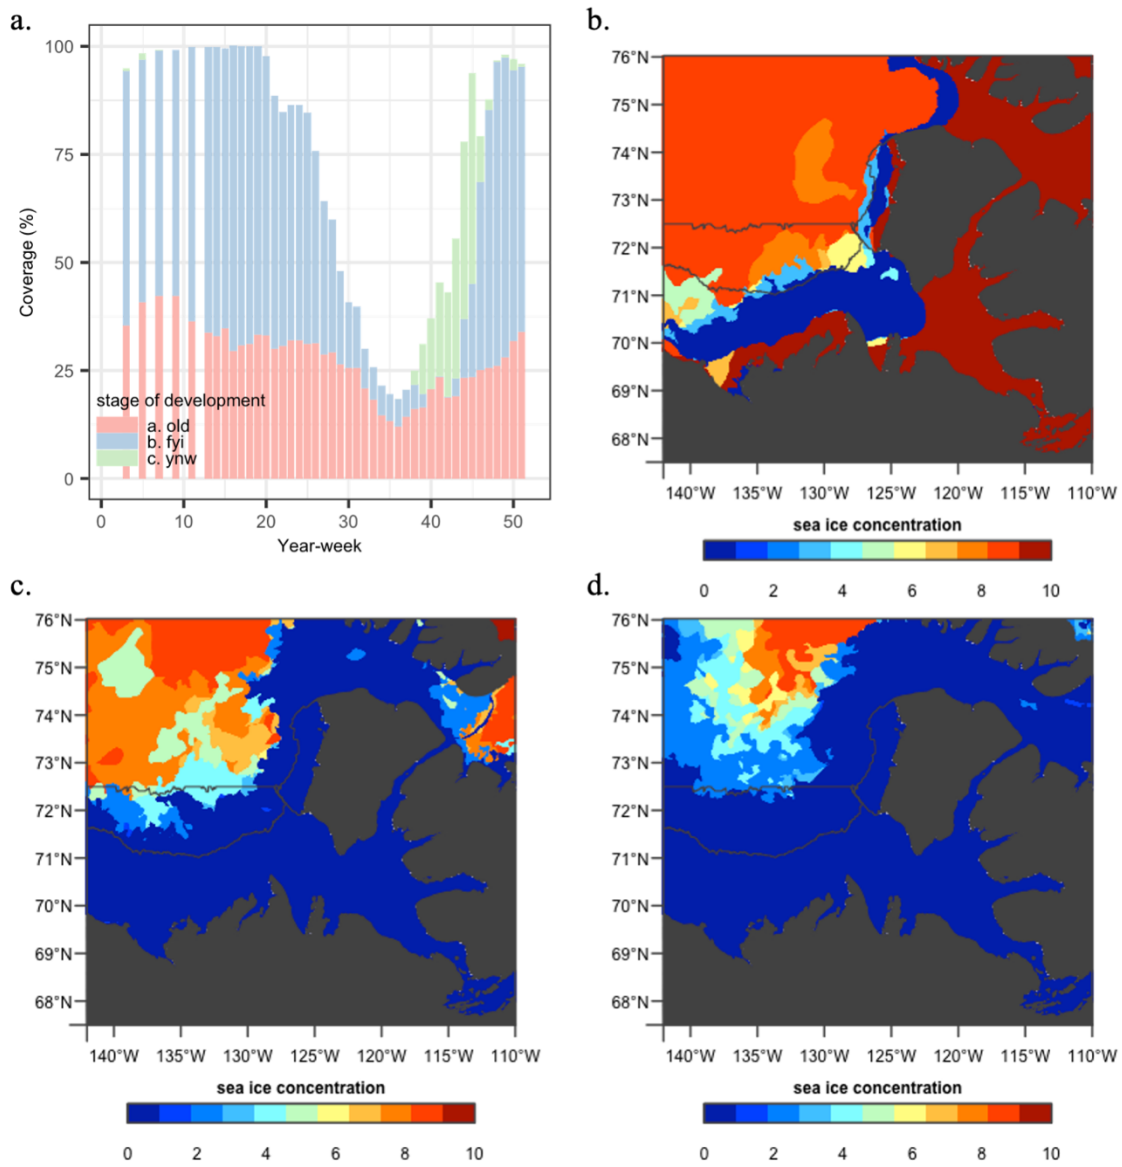 a.
100
75
50
25
0
Coverage (%)
stage of development
a. old
b. fyi
c. ynw
0 10 20 30 40 50
Year-week
b.
76°N
75°N
74°N
73°N
72°N
71°N
70°N
69°N
68°N
140°W 135°W 130°W 125°W 120°W 115°W 110°W
sea ice concentration
0 2 4 6 8 10
c.
76°N
75°N
74°N
73°N
72°N
71°N
70°N
69°N
68°N
140°W 135°W 130°W 125°W 120°W 115°W 110°W
sea ice concentration
0 2 4 6 8 10
d.
76°N
75°N
74°N
73°N
72°N
71°N
70°N
69°N
68°N
140°W 135°W 130°W 125°W 120°W 115°W 110°W
sea ice concentration
0 2 4 6 8 10